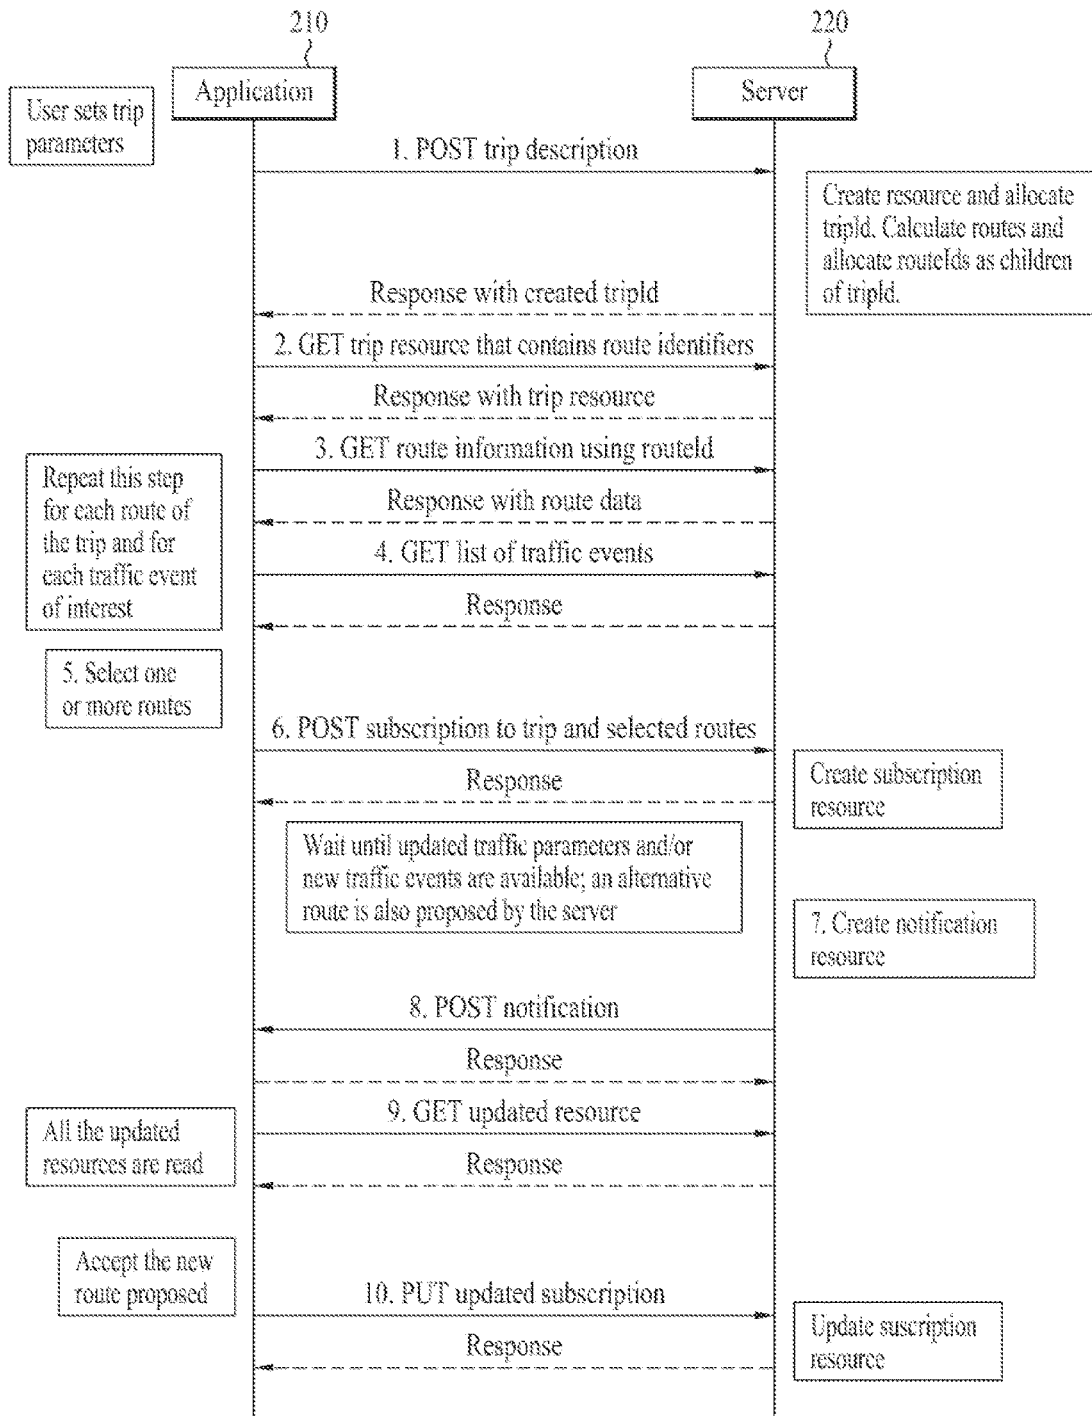 210
220
Application
Server
User sets trip
parameters
1. POST trip description
Create resource and allocate
tripId. Calculate routes and
allocate routeIds as children
of tripId.
Response with created tripId
2. GET trip resource that contains route identifiers
Response with trip resource
3. GET route information using routeId
Repeat this step
for each route of
the trip and for
each traffic event
of interest
Response with route data
4. GET list of traffic events
Response
5. Select one
or more routes
6. POST subscription to trip and selected routes
Response
Create subscription
resource
Wait until updated traffic parameters and/or
new traffic events are available; an alternative
route is also proposed by the server
7. Create notification
resource
8. POST notification
Response
9. GET updated resource
All the updated
resources are read
Response
Accept the new
route proposed
10. PUT updated subscription
Update suscription
resource
Response